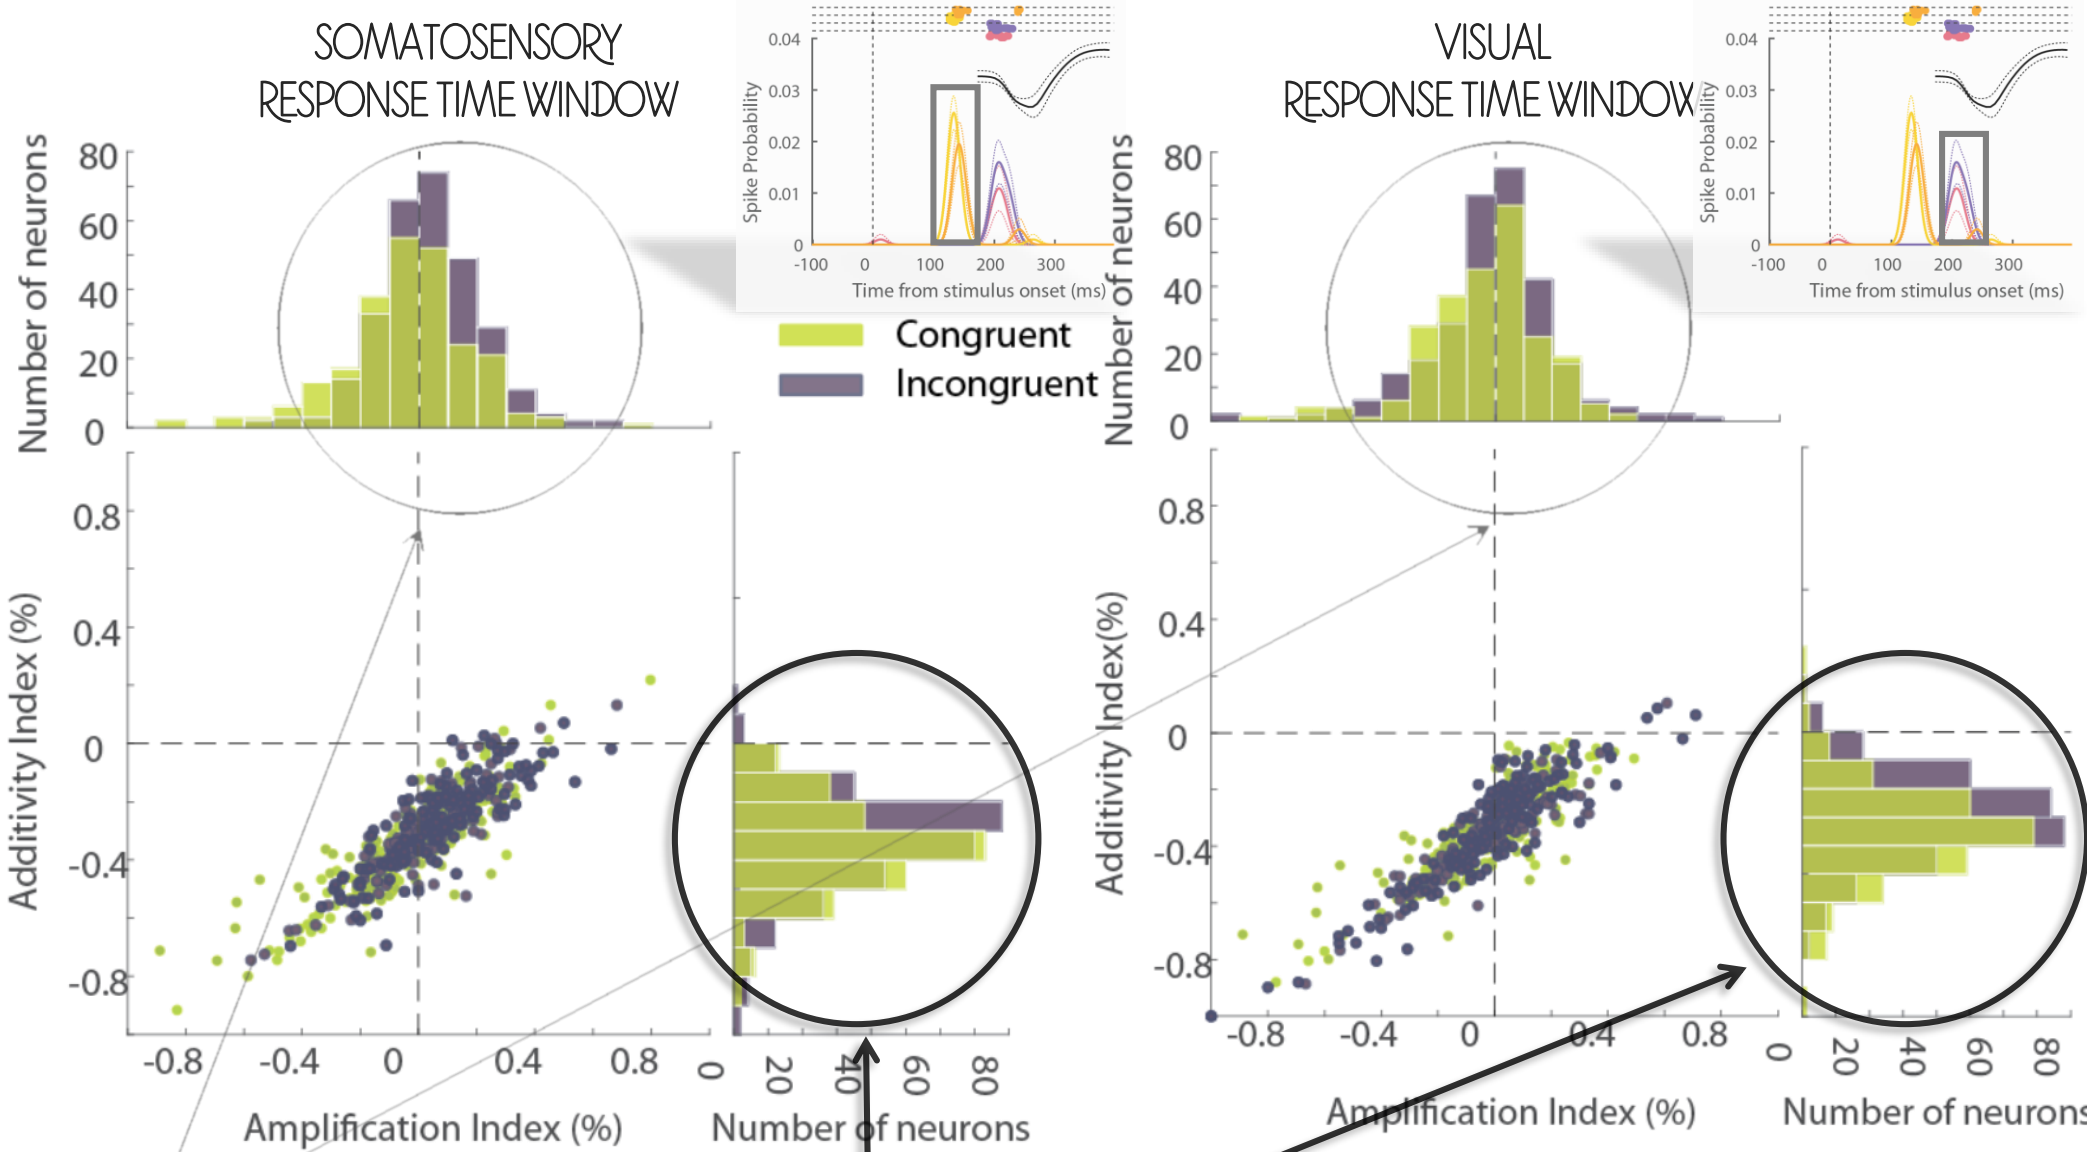 SOMATOSENSORY
RESPONSE TIME WINDOW
0.04
0.03
0.02
0.01
0
Spike Probability
-100 0 100 200 300
Time from stimulus onset (ms)
80
60
40
20
0
Number of neurons
Congruent
Incongruent
0.8
0.4
0
-0.4
-0.8
Additivity Index (%)
-0.8 -0.4 0 0.4 0.8
Amplification Index (%)
0 20 40 60 80
Number of neurons
VISUAL
RESPONSE TIME WINDOW
0.04
0.03
0.02
0.01
0
Spike Probability
-100 0 100 200 300
Time from stimulus onset (ms)
80
60
40
20
0
Number of neurons
0.8
0.4
0
-0.4
-0.8
Additivity Index(%)
-0.8 -0.4 0 0.4
Amplification Index (%)
0 20 40 60 80
Number of neurons